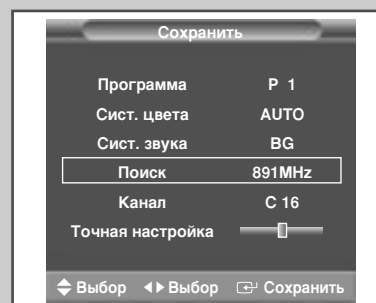 Сохранить
Программа P 1
Сист. цвета AUTO
Сист. звука BG
Поиск 891MHz
Канал C 16
Точная настройка
Выбор Выбор Сохранить